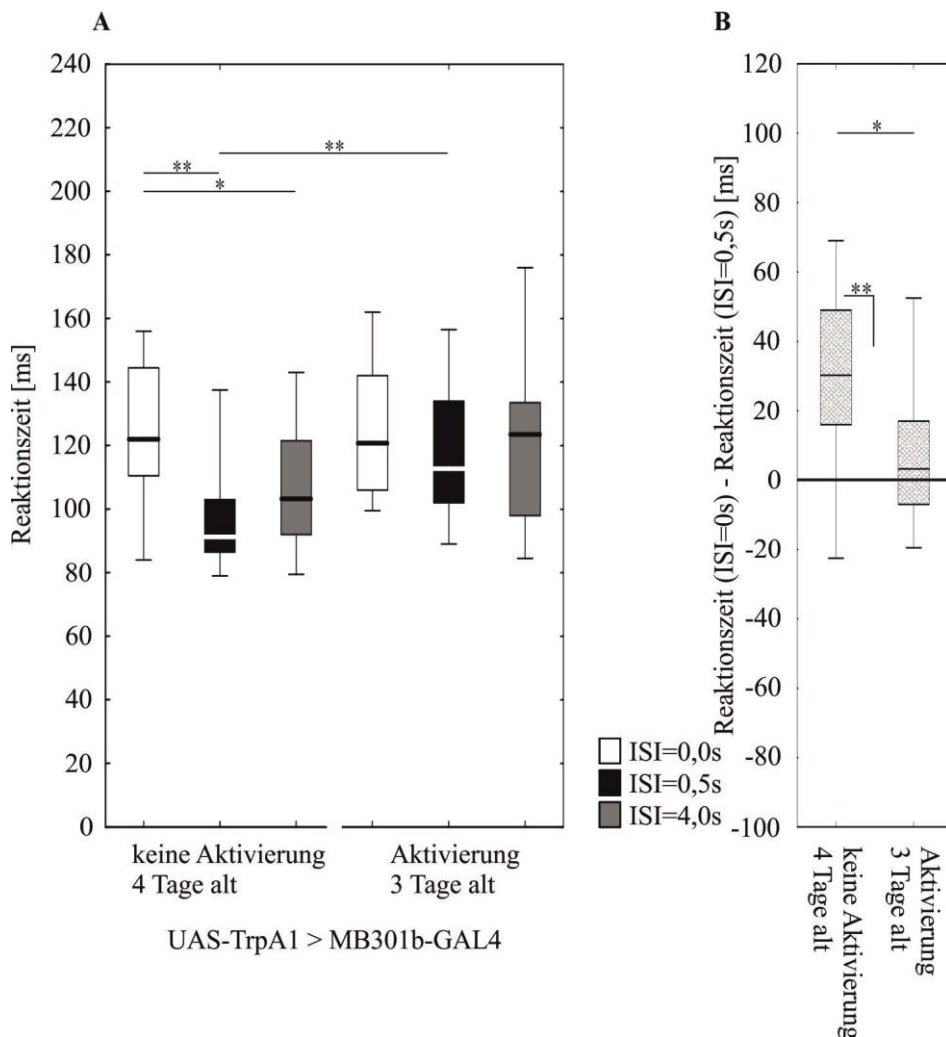 A
240
220
200
180
160
140
120
100
80
60
40
20
0
Reaktionszeit [ms]
**
*
**
keine Aktivierung
4 Tage alt
Aktivierung
3 Tage alt
UAS-TrpA1 > MB301b-GAL4
ISI=0,0s
ISI=0,5s
ISI=4,0s
B
120
100
80
60
40
20
0
-20
-40
-60
-80
-100
Reaktionszeit (ISI=0s) - Reaktionszeit (ISI=0,5s) [ms]
*
**
keine Aktivierung
4 Tage alt
Aktivierung
3 Tage alt